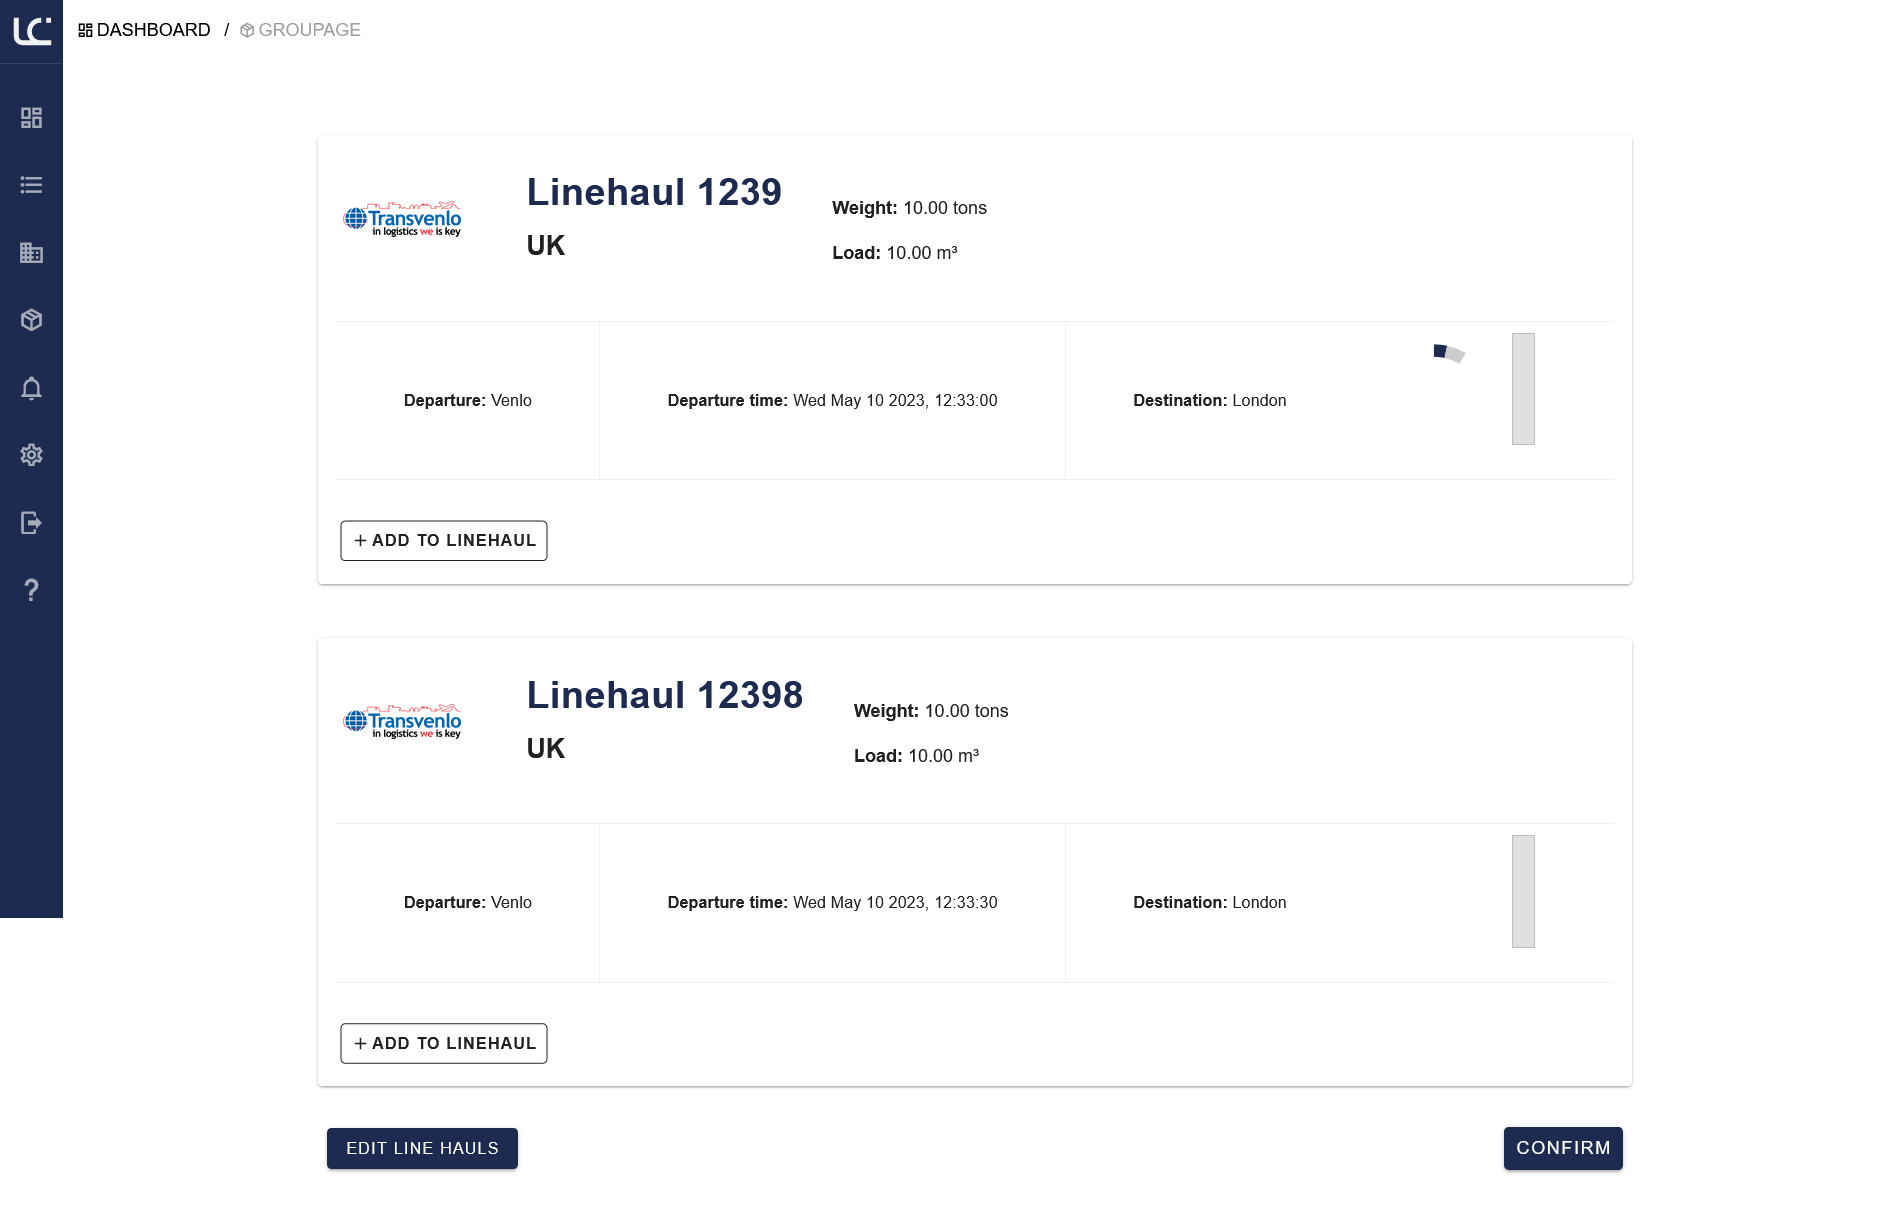 LC
DASHBOARD / GROUPAGE
Transvenlo
in logistics we is key
Linehaul 1239
UK
Weight: 10.00 tons
Load: 10.00 m³
Departure: Venlo
Departure time: Wed May 10 2023, 12:33:00
Destination: London
+ ADD TO LINEHAUL
Transvenlo
in logistics we is key
Linehaul 12398
UK
Weight: 10.00 tons
Load: 10.00 m³
Departure: Venlo
Departure time: Wed May 10 2023, 12:33:30
Destination: London
+ ADD TO LINEHAUL
EDIT LINE HAULS
CONFIRM